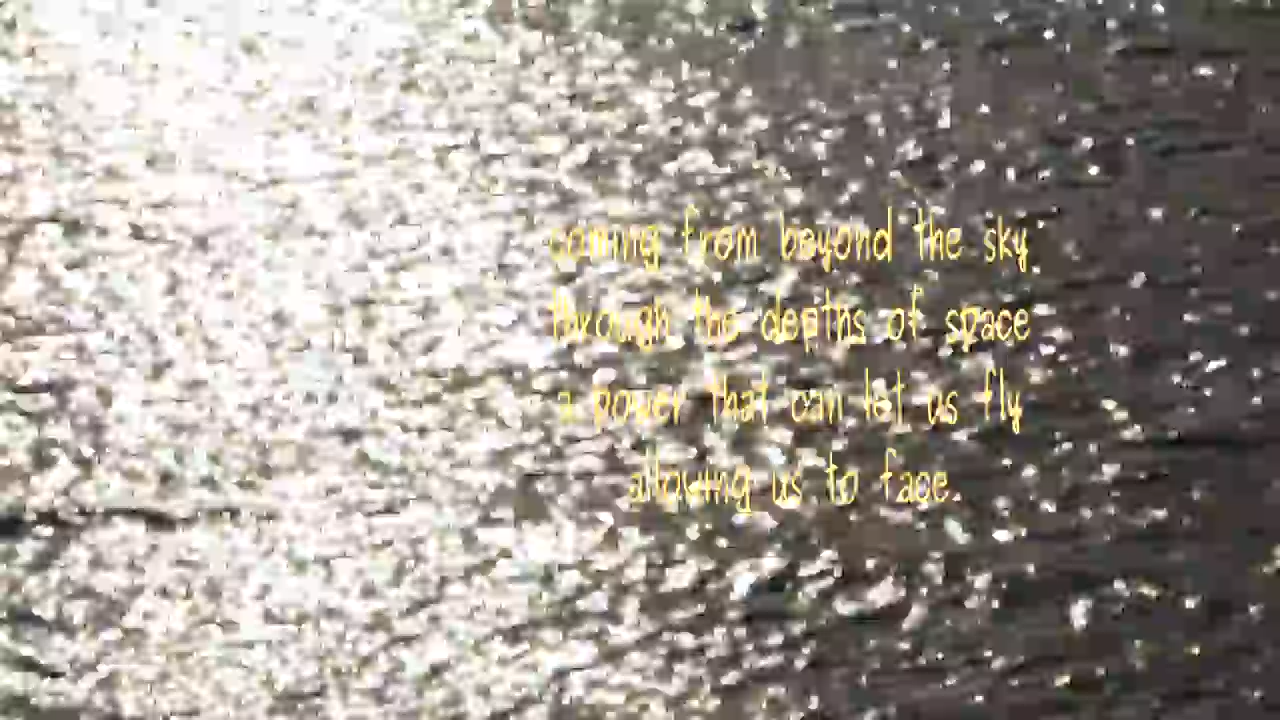 coming from beyond the sky
through the depths of space
a power that can let us fly
allowing us to face.